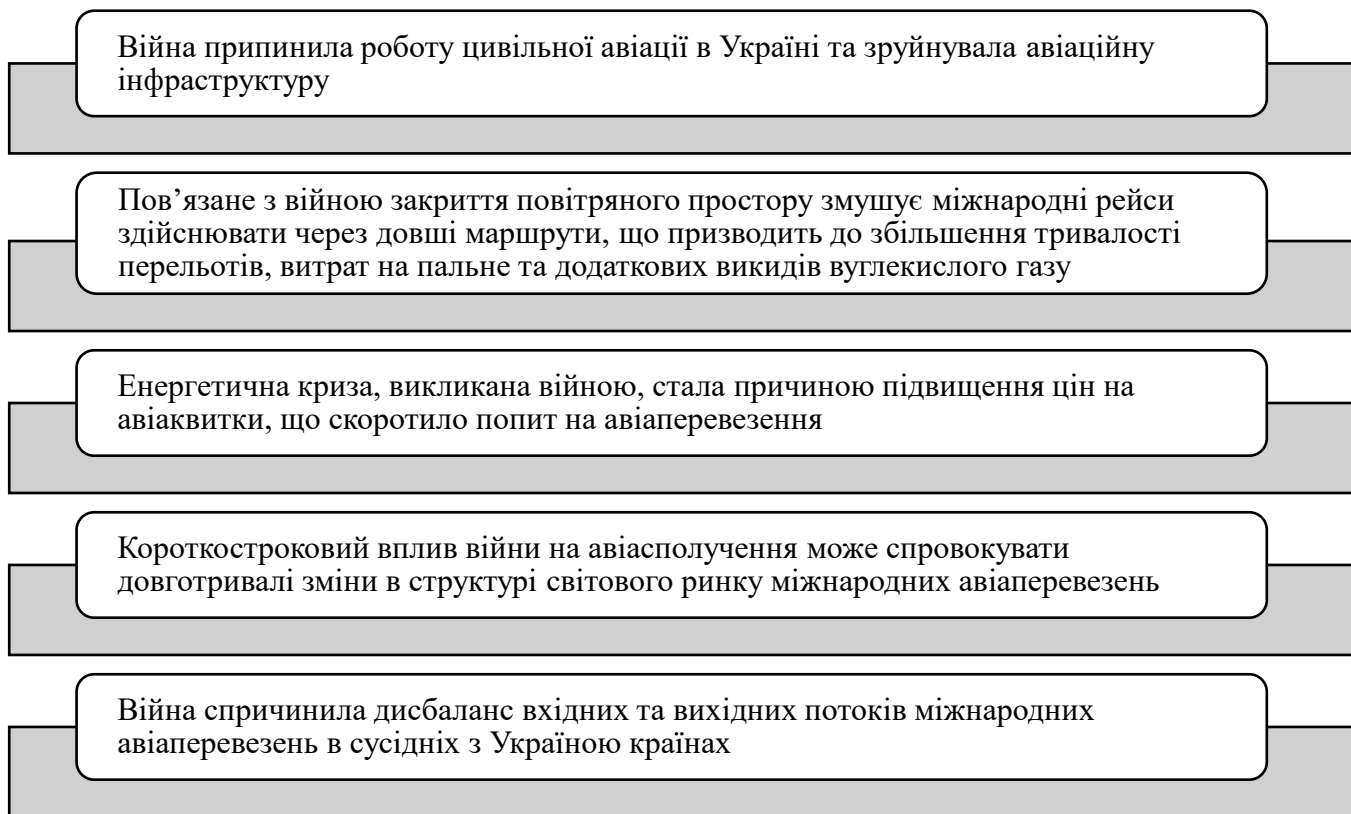 Війна припинила роботу цивільної авіації в Україні та зруйнувала авіаційну
інфраструктуру
Пов’язане з війною закриття повітряного простору змушує міжнародні рейси
здійснювати через довші маршрути, що призводить до збільшення тривалості
перельотів, витрат на пальне та додаткових викидів вуглекислого газу
Енергетична криза, викликана війною, стала причиною підвищення цін на
авіаквитки, що скоротило попит на авіаперевезення
Короткостроковий вплив війни на авіасполучення може спровокувати
довготривалі зміни в структурі світового ринку міжнародних авіаперевезень
Війна спричинила дисбаланс вхідних та вихідних потоків міжнародних
авіаперевезень в сусідніх з Україною країнах